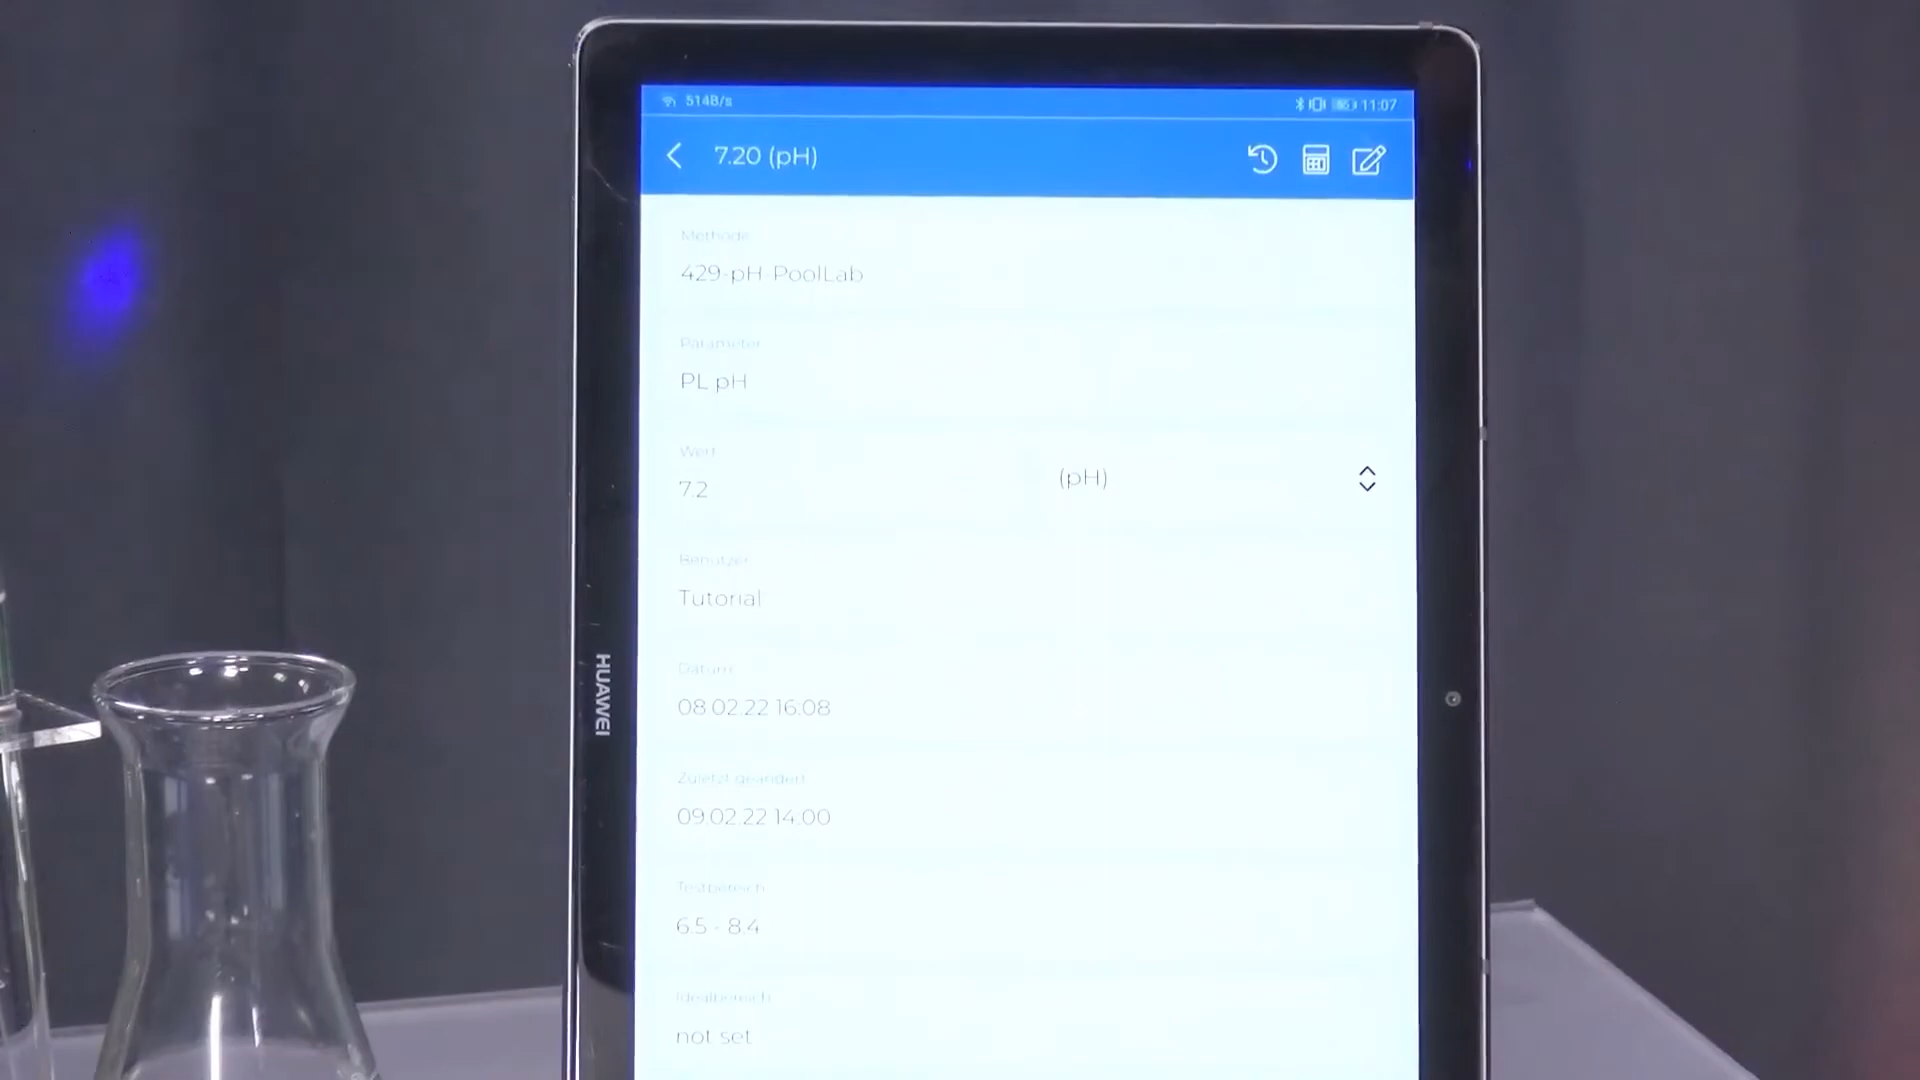 514B/s
11:07
7.20 (pH)
Methode
429-pH-PoolLab
Parameter
PL pH
Wert
7.2
(pH)
Benutzer
Tutorial
Datum
08.02.22 16:08
Zuletzt geändert
09.02.22 14:00
Testbereich
6.5 - 8.4
Idealbereich
not set
HUAWEI